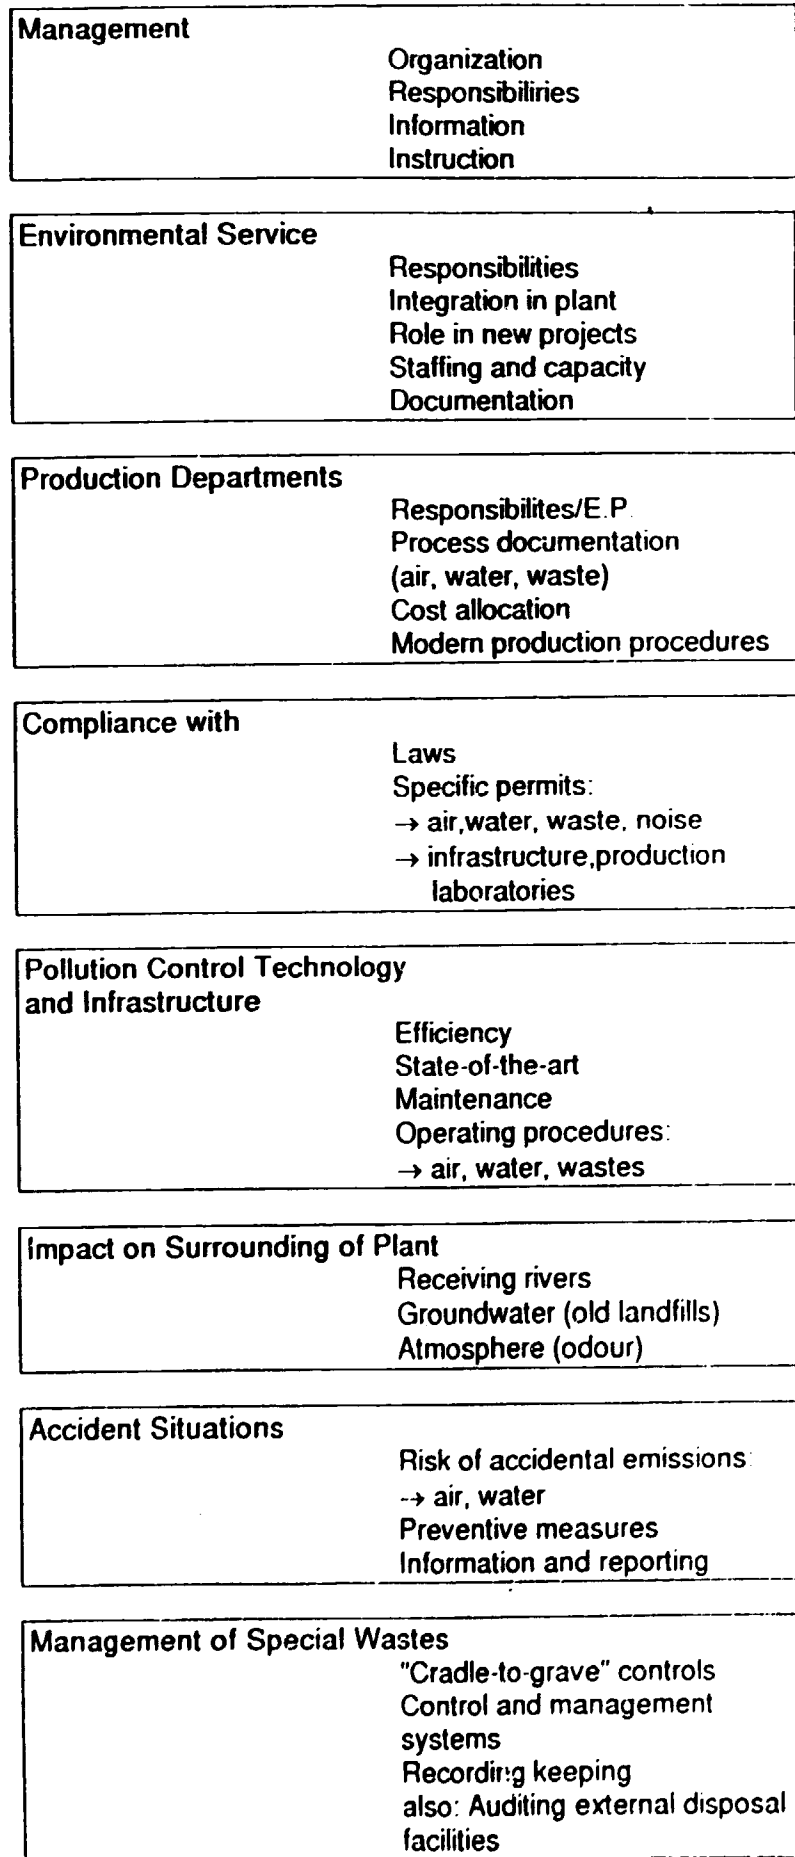 Management
Organization
Responsibiliries
Information
Instruction
Environmental Service
Responsibilities
Integration in plant
Role in new projects
Staffing and capacity
Documentation
Production Departments
Responsibilites/E.P.
Process documentation
(air, water, waste)
Cost allocation
Modern production procedures
Compliance with
Laws
Specific permits:
→ air,water, waste, noise
→ infrastructure,production
laboratories
Pollution Control Technology
and Infrastructure
Efficiency
State-of-the-art
Maintenance
Operating procedures:
→ air, water, wastes
Impact on Surrounding of Plant
Receiving rivers
Groundwater (old landfills)
Atmosphere (odour)
Accident Situations
Risk of accidental emissions:
→ air, water
Preventive measures
Information and reporting
Management of Special Wastes
"Cradle-to-grave" controls
Control and management
systems
Recording keeping
also: Auditing external disposal
facilities